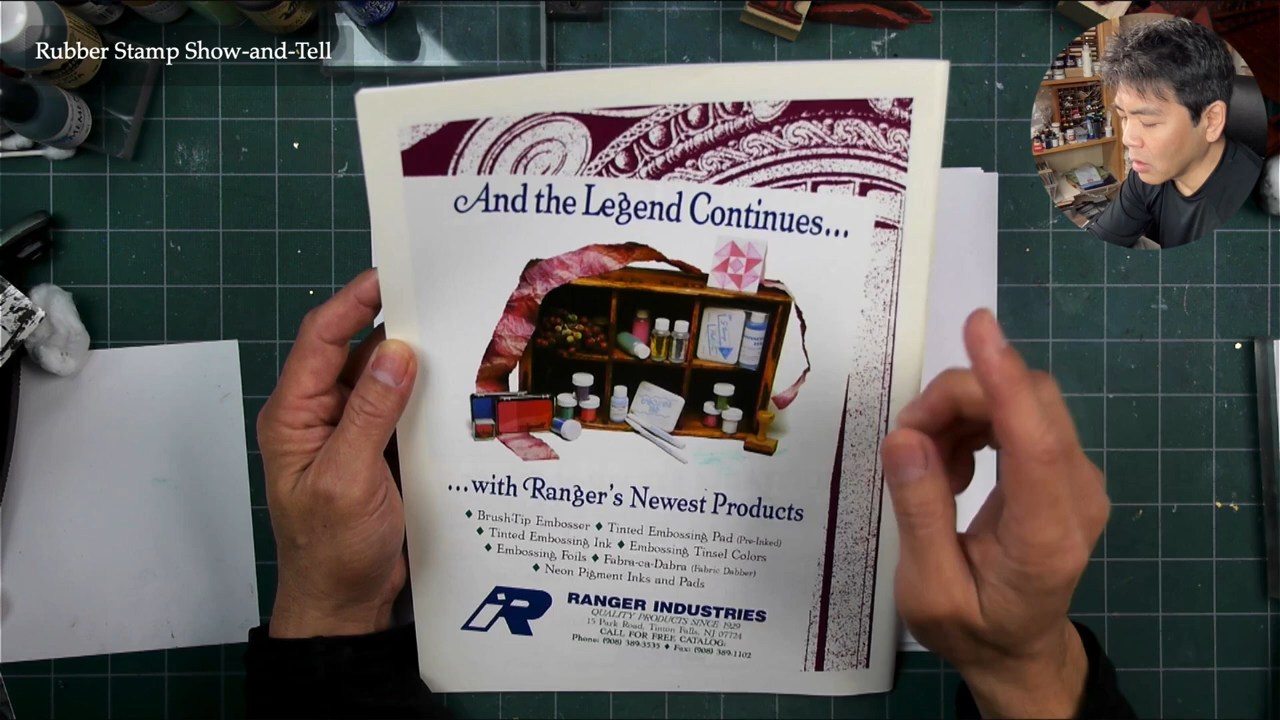 Rubber Stamp Show-and-Tell
And the Legend Continues...
...with Ranger's Newest Products
♦ Brush-Tip Embosser ♦ Tinted Embossing Pad (Pre-Inked)
♦ Tinted Embossing Ink ♦ Embossing Tinsel Colors
♦ Embossing Foils ♦ Fabra-ca-Dabra (Fabric Dabber)
♦ Neon Pigment Inks and Pads
iR
RANGER INDUSTRIES
QUALITY PRODUCTS SINCE 1929
15 Park Road, Tinton Falls, NJ 07724
CALL FOR FREE CATALOG:
Phone: (908) 389-3535 ♦ Fax: (908) 389-1102